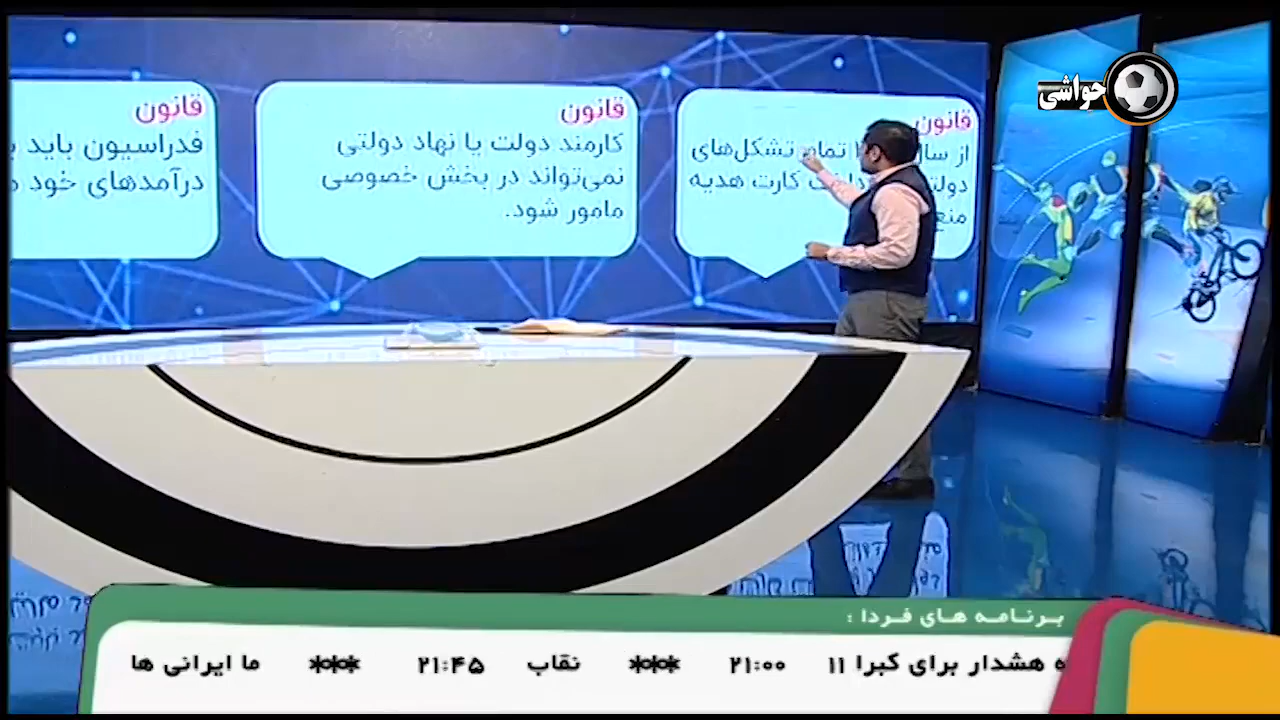 حواشی
قانون
از سال تمام تشکل‌های
کارت هدیه
قانون
کارمند دولت یا نهاد دولتی
نمی‌تواند در بخش خصوصی
مامور شود.
قانون
فدراسیون باید
درآمدهای خود
برنامه های فردا :
هشدار برای کبرا ۱۱ ۲۱:۰۰ *** نقاب ۲۱:۴۵ *** ما ایرانی ها